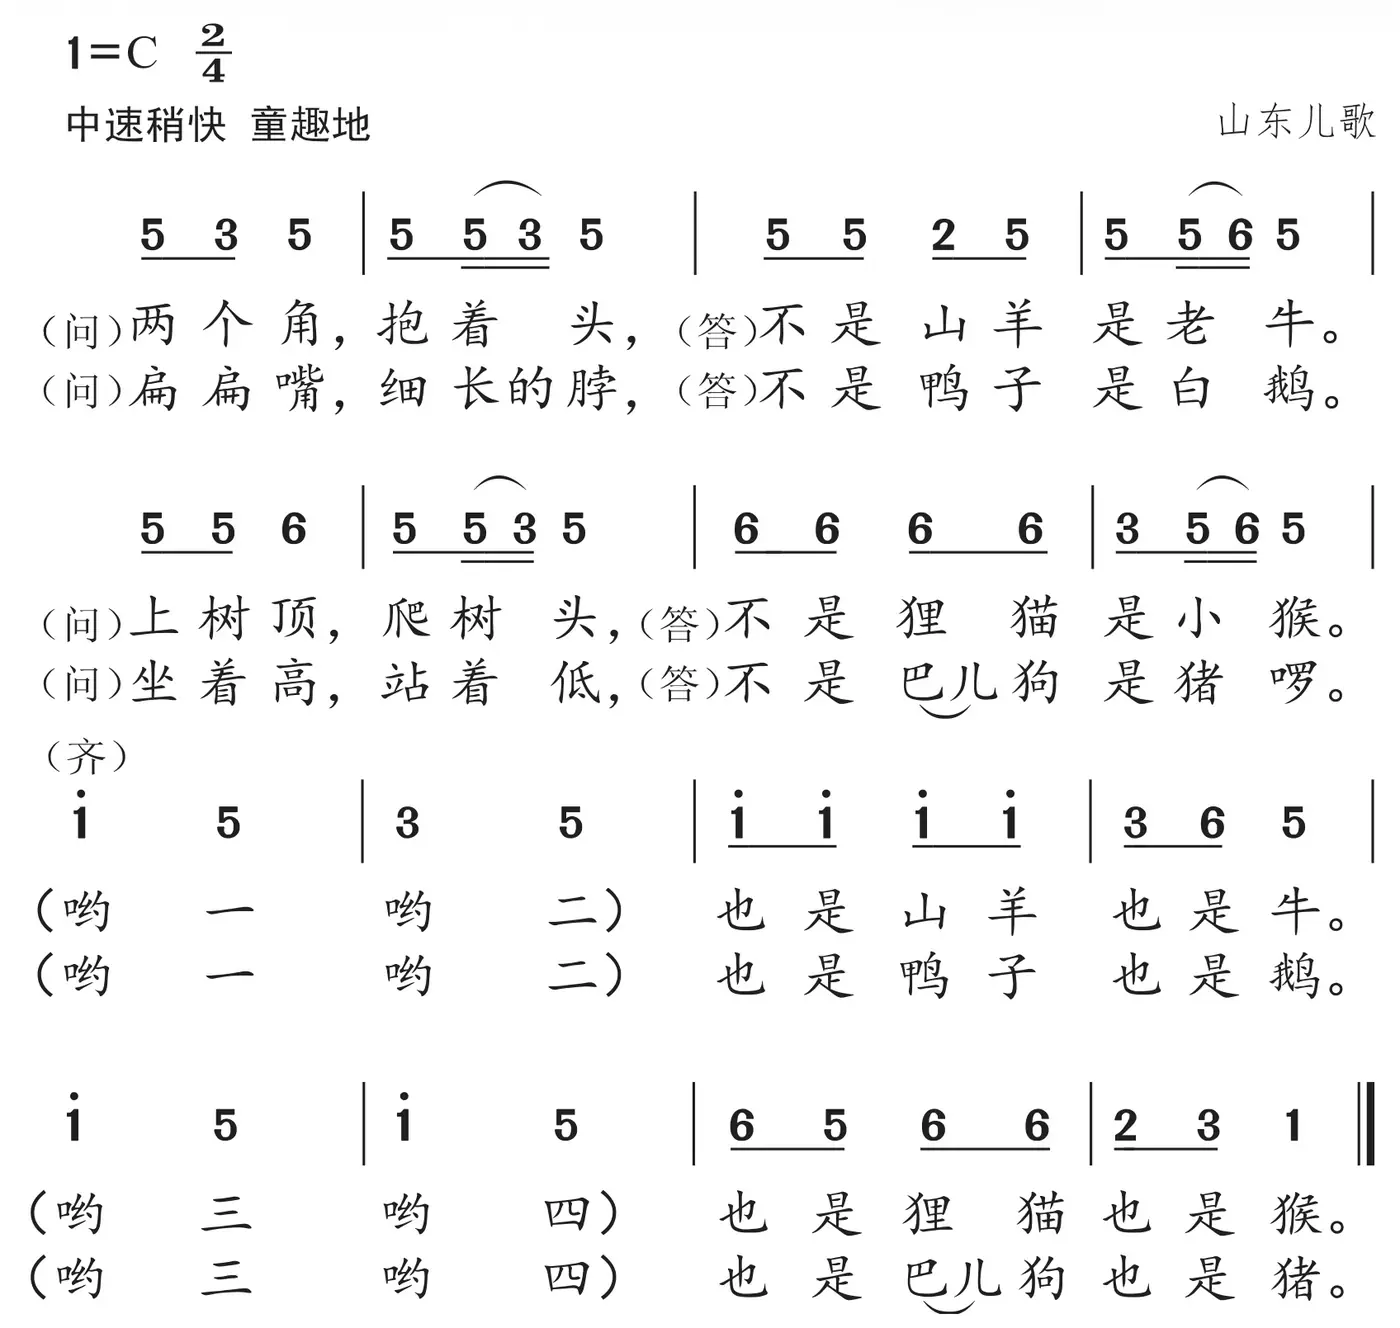 1=C 2/4
中速稍快 童趣地 山东儿歌
5 3 5 | 5 5 3 5 | 5 5 2 5 | 5 5 6 5 |
(问)两个角,抱着头,(答)不是山羊是老牛。
(问)扁扁嘴,细长的脖,(答)不是鸭子是白鹅。
5 5 6 | 5 5 3 5 | 6 6 6 6 | 3 5 6 5 |
(问)上树顶,爬树头,(答)不是狸猫是小猴。
(问)坐着高,站着低,(答)不是巴儿狗是猪啰。
(齐)
i 5 | 3 5 | i i i i | 3 6 5 |
(哟一哟二)也是山羊也是牛。
(哟一哟二)也是鸭子也是鹅。
i 5 | i 5 | 6 5 6 6 | 2 3 1 ‖
(哟三哟四)也是狸猫也是猴。
(哟三哟四)也是巴儿狗也是猪。